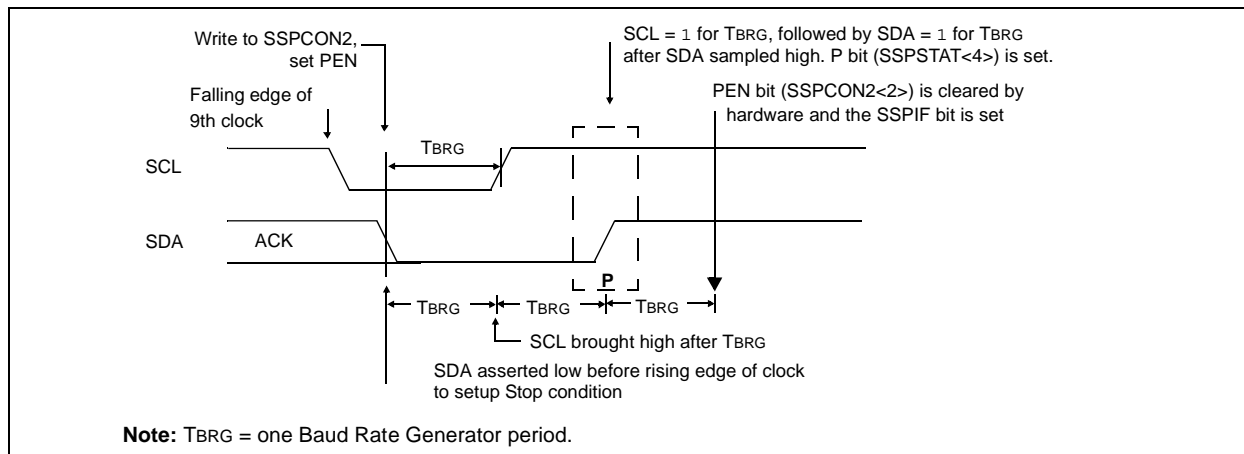 Write to SSPCON2,
set PEN
SCL = 1 for TBRG, followed by SDA = 1 for TBRG
after SDA sampled high. P bit (SSPSTAT<4>) is set.
Falling edge of
9th clock
PEN bit (SSPCON2<2>) is cleared by
hardware and the SSPIF bit is set
TBRG
SCL
SDA
ACK
P
TBRG
TBRG
TBRG
SCL brought high after TBRG
SDA asserted low before rising edge of clock
to setup Stop condition
Note: TBRG = one Baud Rate Generator period.